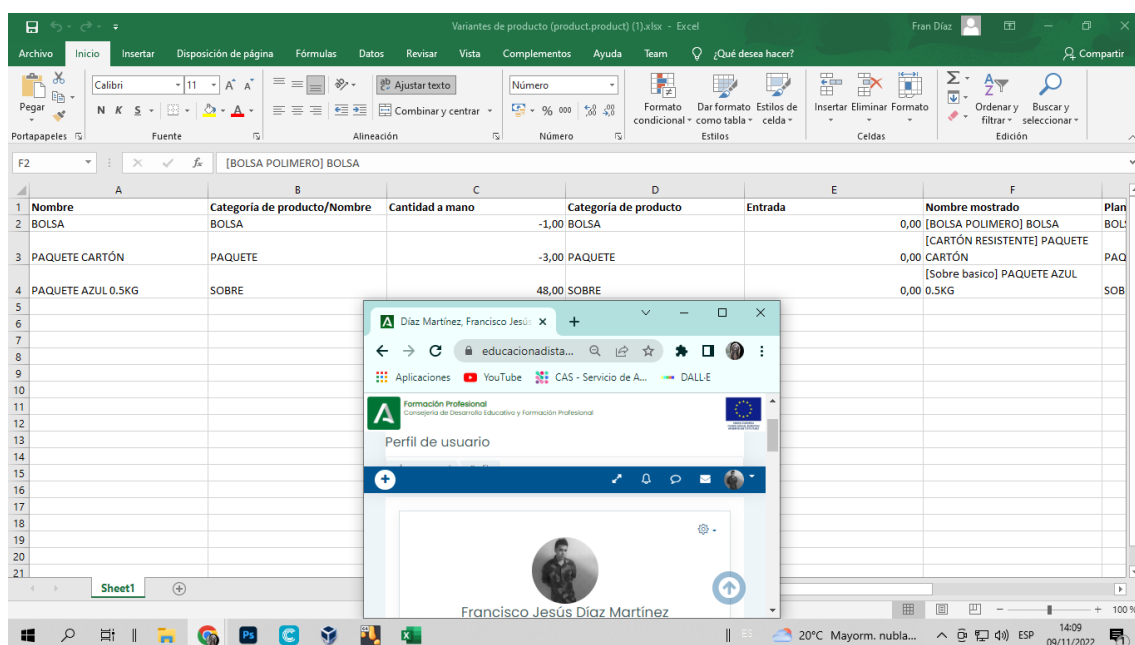 Variantes de producto (product.product) (1).xlsx - Excel
Fran Díaz
Archivo Inicio Insertar Disposición de página Fórmulas Datos Revisar Vista Complementos Ayuda Team ¿Qué desea hacer? Compartir
Pegar
Calibri 11 A A
N K S A
Ajustar texto
Combinar y centrar
Número
% 000
Formato condicional
Dar formato como tabla
Estilos de celda
Insertar Eliminar Formato
Ordenar y filtrar
Buscar y seleccionar
Portapapeles Fuente Alineación Número Estilos Celdas Edición
F2 fx [BOLSA POLIMERO] BOLSA
A B C D E F
1 Nombre Categoría de producto/Nombre Cantidad a mano Categoría de producto Entrada Nombre mostrado Plan
2 BOLSA BOLSA -1,00 BOLSA 0,00 [BOLSA POLIMERO] BOLSA
3 PAQUETE CARTÓN PAQUETE -3,00 PAQUETE 0,00 [CARTÓN RESISTENTE] PAQUETE CARTÓN PAQ
4 PAQUETE AZUL 0.5KG SOBRE 48,00 SOBRE 0,00 [Sobre basico] PAQUETE AZUL 0.5KG SOB
5
6
7
8
9
10
11
12
13
14
15
16
17
18
19
20
21
Díaz Martínez, Francisco Jesús
educacionadista...
Aplicaciones YouTube CAS - Servicio de A... DALL·E
Formación Profesional
Consejería de Desarrollo Educativo y Formación Profesional
Perfil de usuario
Francisco Jesús Díaz Martínez
Sheet1
100 %
20°C Mayorm. nubla...
ESP
14:09
09/11/2022